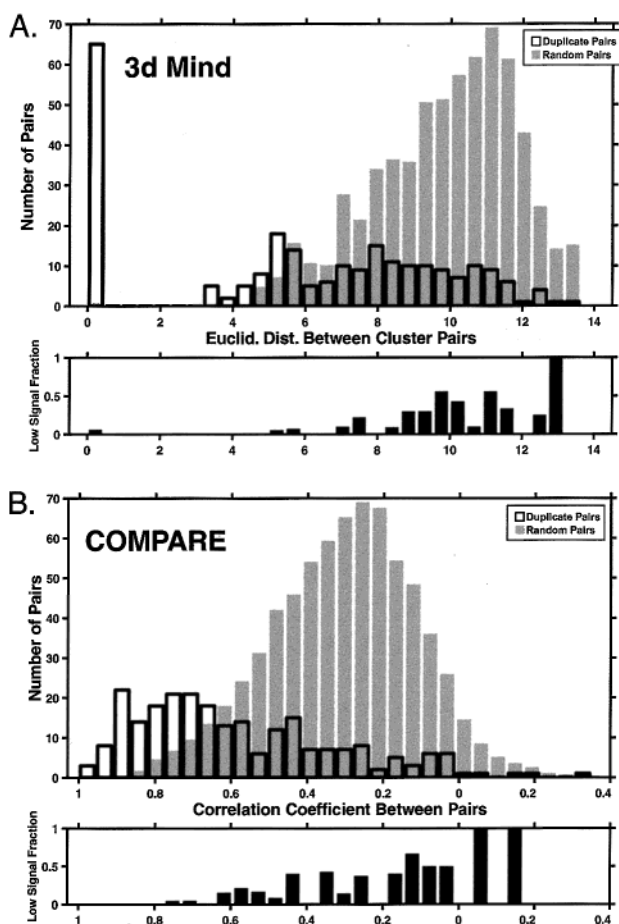 A.
3d Mind
Duplicate Pairs
Random Pairs
Number of Pairs
70
60
50
40
30
20
10
0
0 2 4 6 8 10 12 14
Euclid. Dist. Between Cluster Pairs
Low Signal Fraction
1
0.5
0
0 2 4 6 8 10 12 14
B.
COMPARE
Duplicate Pairs
Random Pairs
Number of Pairs
70
60
50
40
30
20
10
0
1 0.8 0.6 0.4 0.2 0 0.2 0.4
Correlation Coefficient Between Pairs
Low Signal Fraction
1
0.5
0
1 0.8 0.6 0.4 0.2 0 0.2 0.4